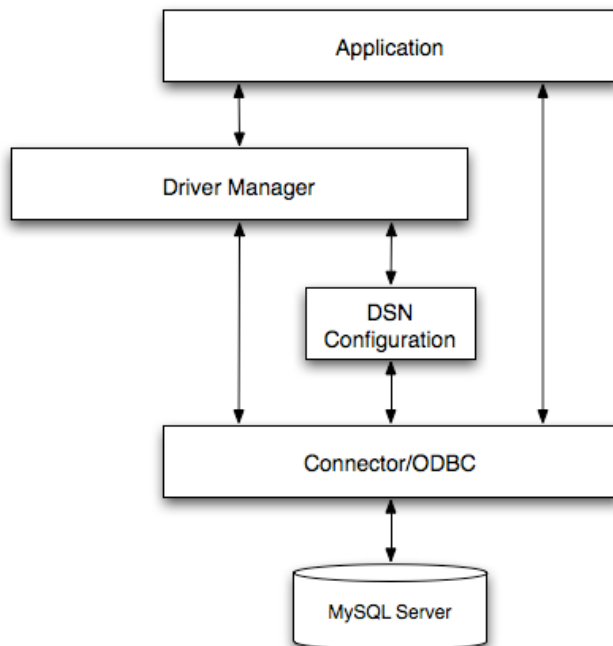 Application
Driver Manager
DSN
Configuration
Connector/ODBC
MySQL Server